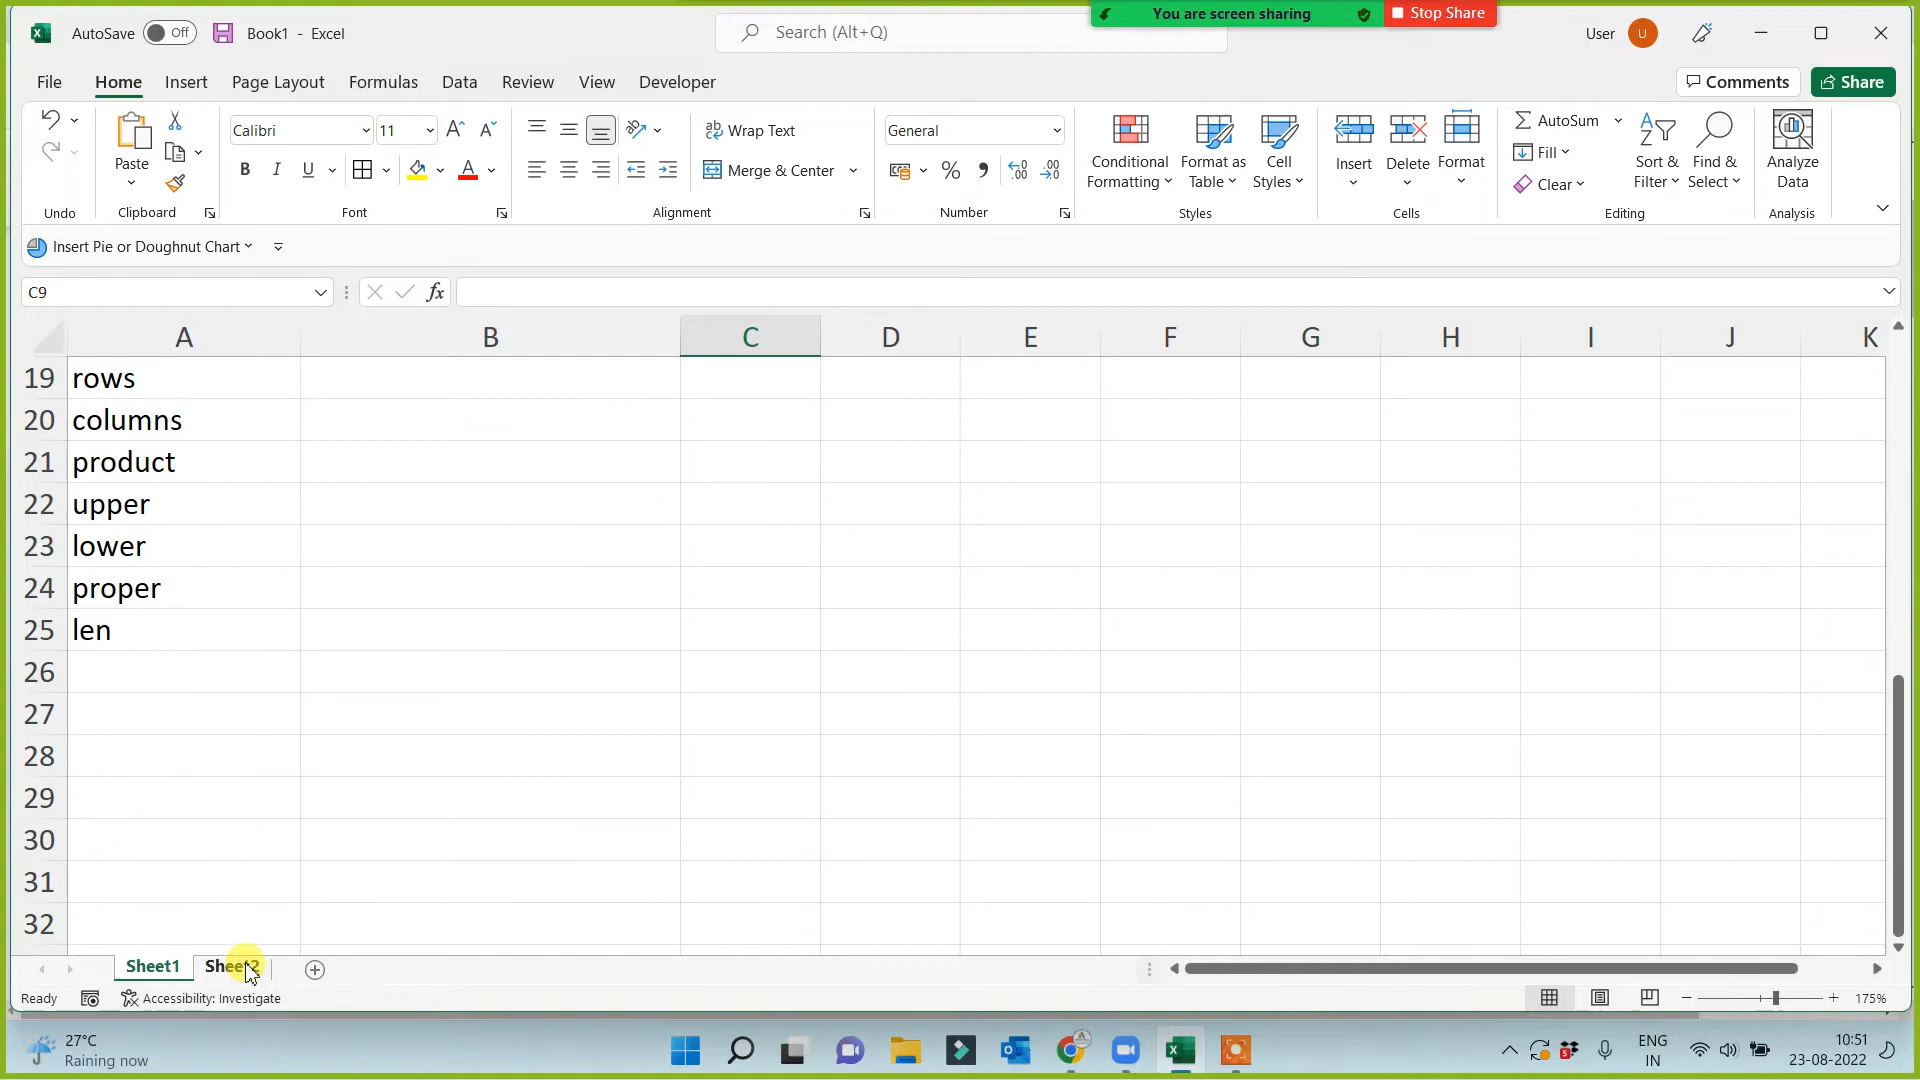 You are screen sharing
Stop Share
AutoSave Off Book1 - Excel
Search (Alt+Q)
User U
File Home Insert Page Layout Formulas Data Review View Developer
Comments Share
Paste
Calibri 11
Wrap Text
Merge & Center
General
Conditional Formatting
Format as Table
Cell Styles
Insert Delete Format
AutoSum
Fill
Clear
Sort & Filter
Find & Select
Analyze Data
Undo Clipboard Font Alignment Number Styles Cells Editing Analysis
Insert Pie or Doughnut Chart
C9 fx
A B C D E F G H I J K
19 rows
20 columns
21 product
22 upper
23 lower
24 proper
25 len
26
27
28
29
30
31
32
Sheet1 Sheet2
Ready Accessibility: Investigate 175%
27°C
Raining now
ENG
IN
10:51
23-08-2022